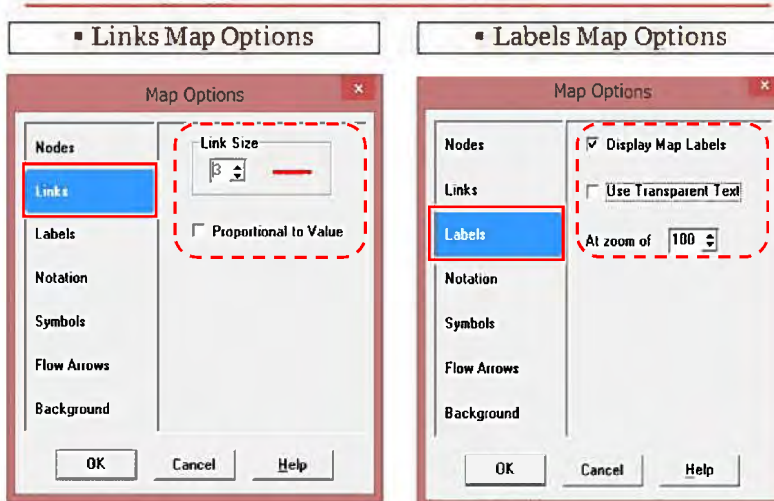 ▪ Links Map Options
Map Options
×
Nodes
Links
Labels
Notation
Symbols
Flow Arrows
Background
Link Size
3
Proportional to Value
OK
Cancel
Help
▪ Labels Map Options
Map Options
×
Nodes
Links
Labels
Notation
Symbols
Flow Arrows
Background
Display Map Labels
Use Transparent Text
At zoom of 100
OK
Cancel
Help